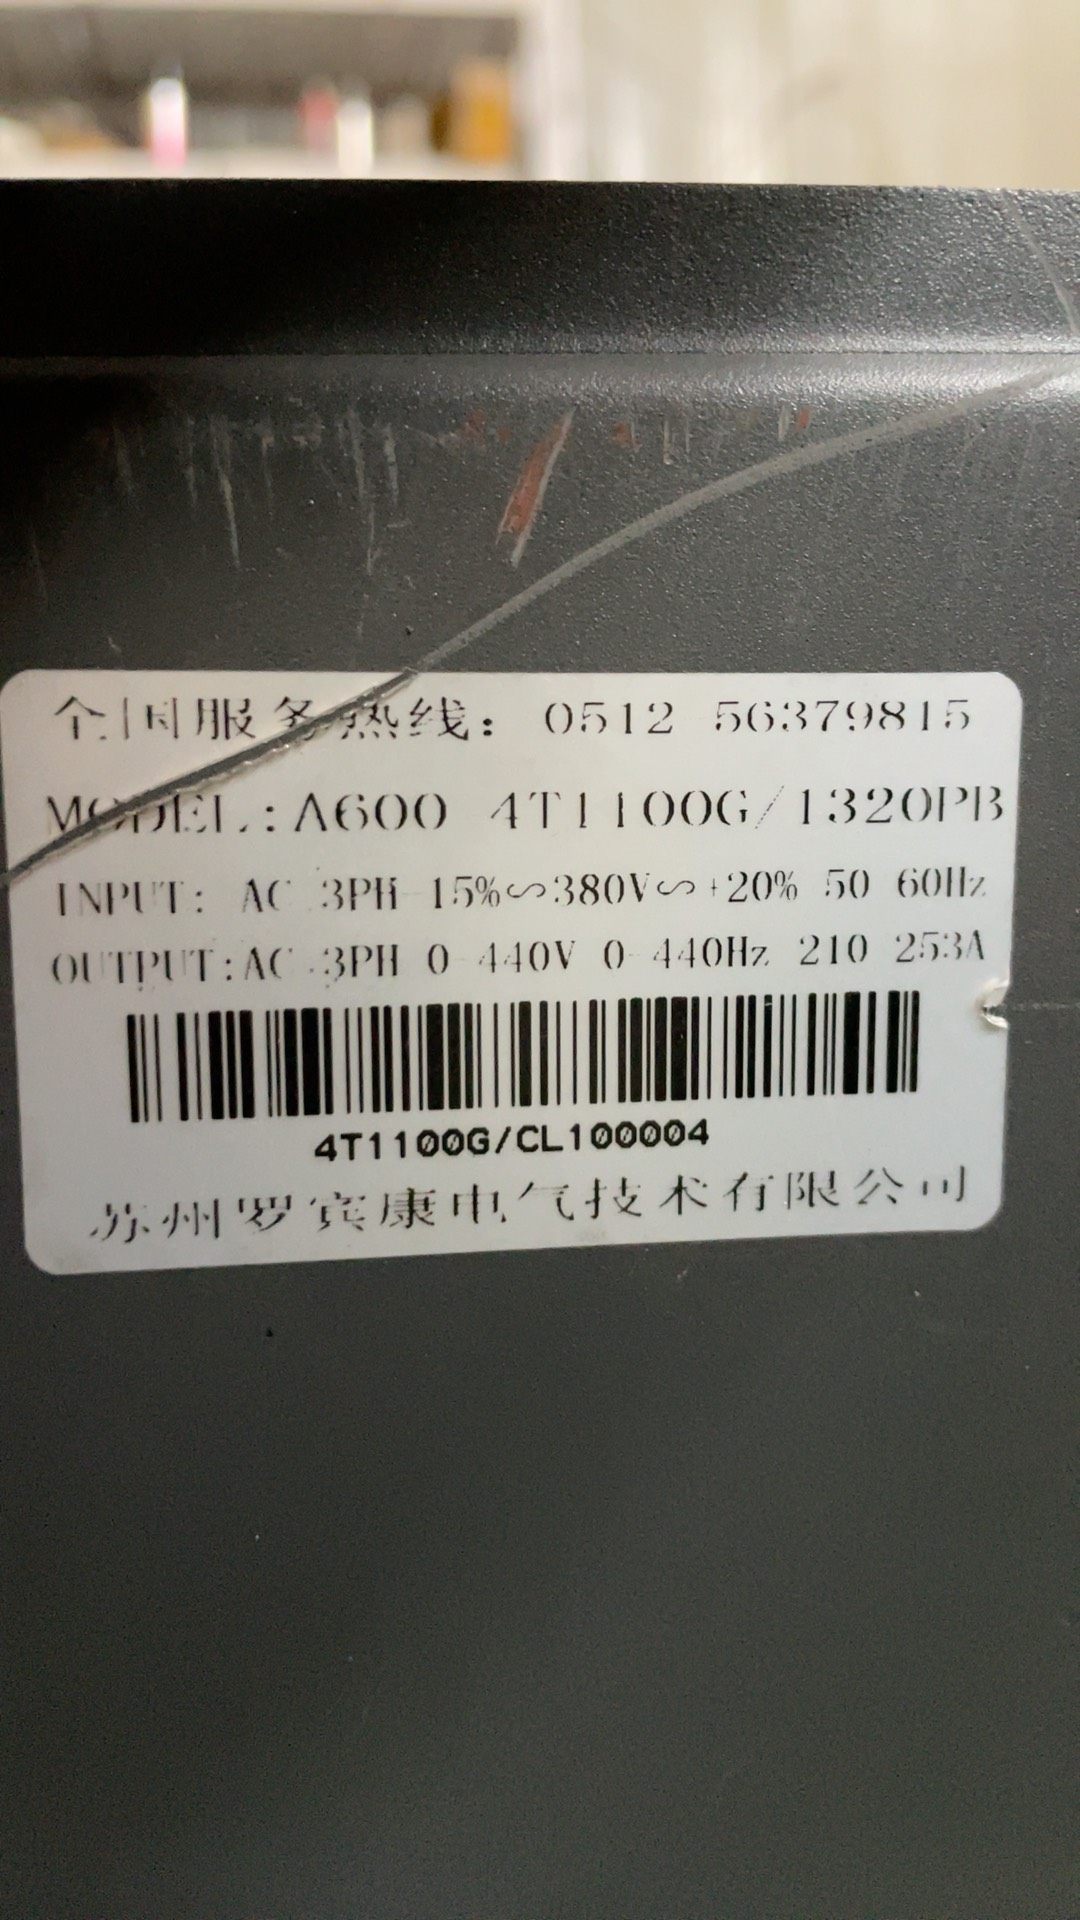 全国服务热线：0512 56379815
MODEL:A600 4T1100G/1320PB
INPUT: AC 3PH 15%∽380V∽+20% 50 60Hz
OUTPUT:AC 3PH 0 440V 0 440Hz 210 253A
4T1100G/CL100004
苏州罗宾康电气技术有限公司